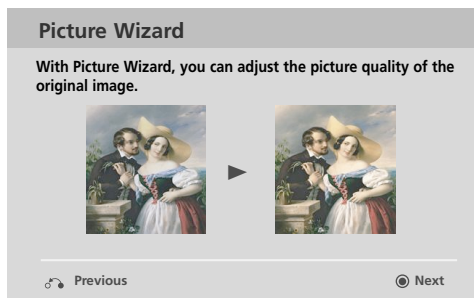 Picture Wizard
With Picture Wizard, you can adjust the picture quality of the
original image.
Previous
Next